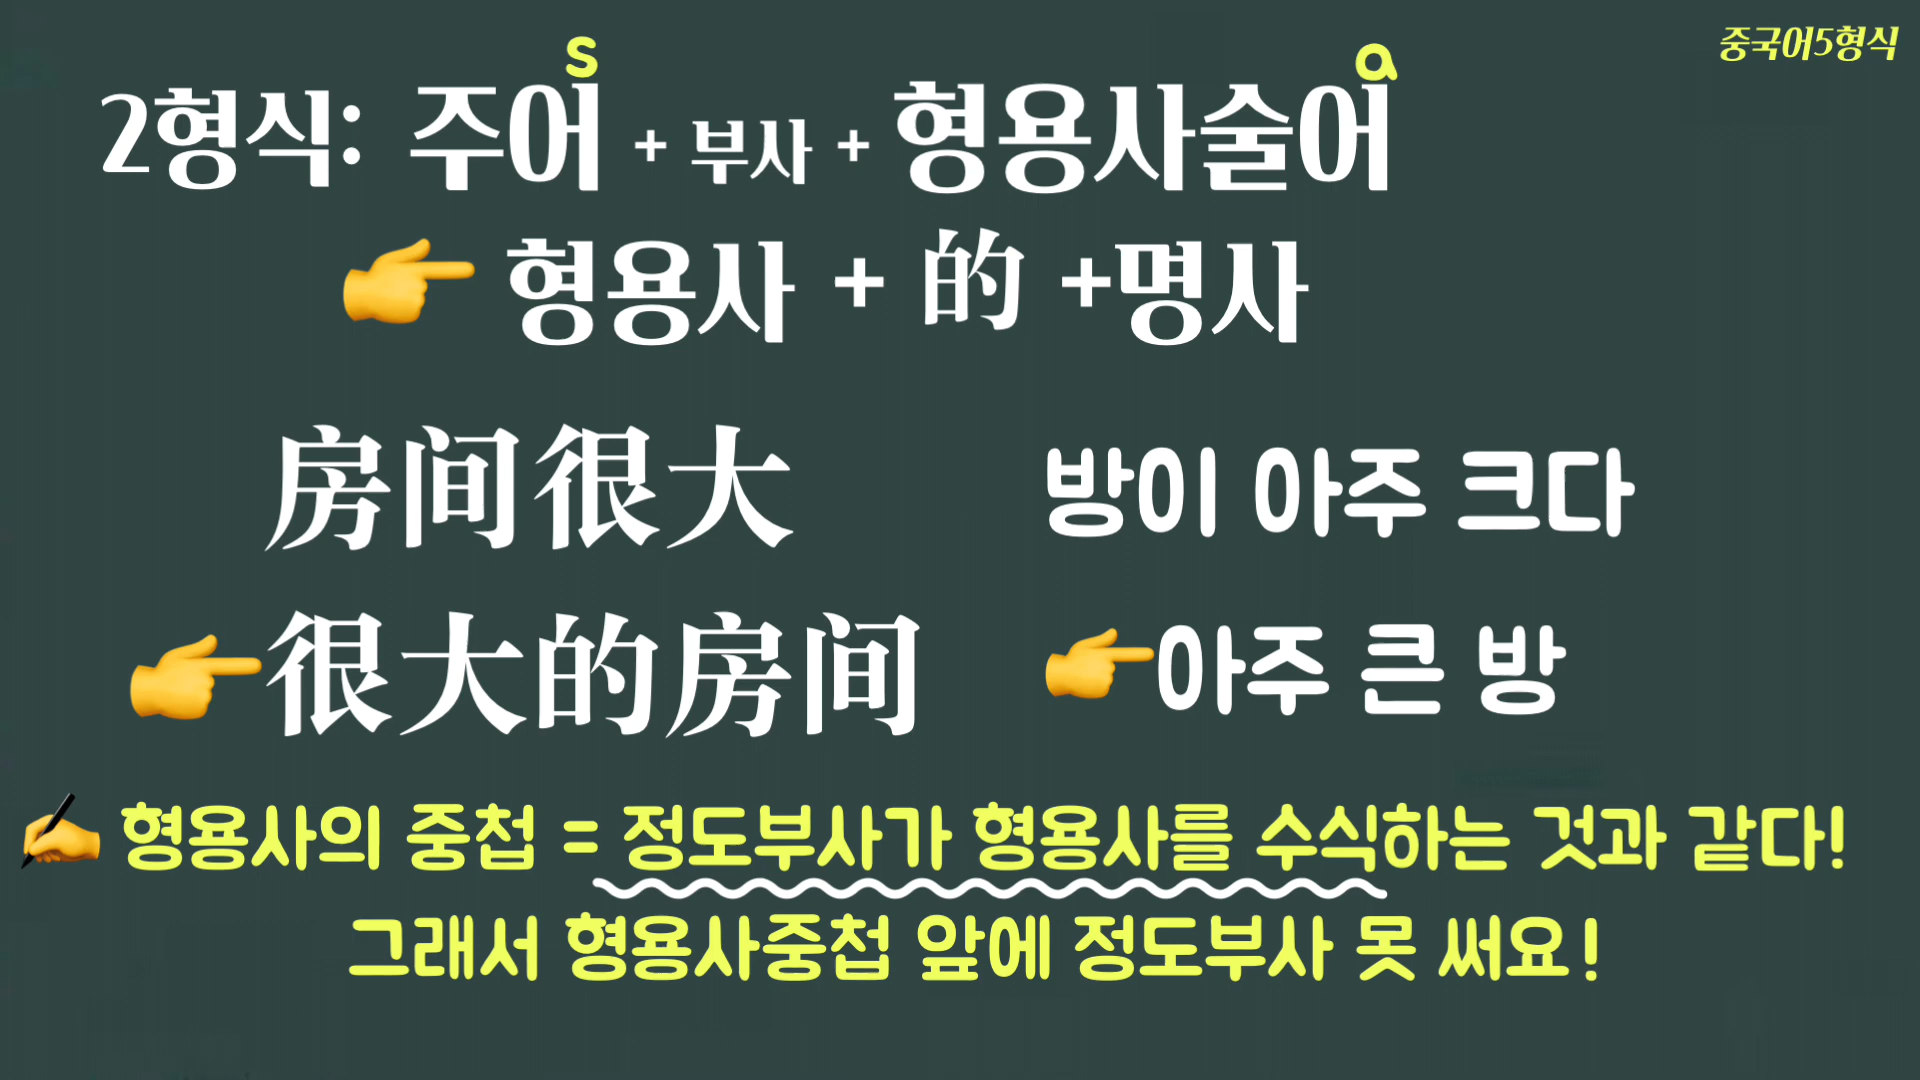 중국어5형식
s a
2형식: 주어 + 부사 + 형용사술어
👉 형용사 + 的 +명사
房间很大 방이 아주 크다
👉很大的房间 👉아주 큰 방
✍ 형용사의 중첩 = 정도부사가 형용사를 수식하는 것과 같다!
그래서 형용사중첩 앞에 정도부사 못 써요!